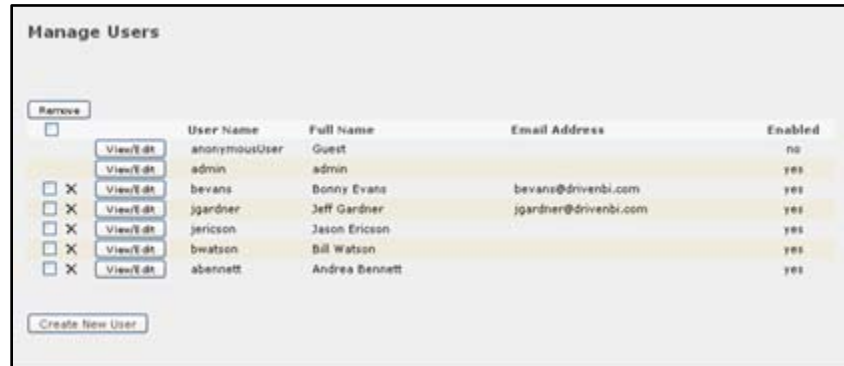 Manage Users
Remove
User Name Full Name Email Address Enabled
View/Edit anonymousUser Guest no
View/Edit admin admin yes
View/Edit bevans Bonny Evans bevans@drivenbi.com yes
View/Edit jgardner Jeff Gardner jgardner@drivenbi.com yes
View/Edit jericson Jason Ericson yes
View/Edit bwatson Bill Watson yes
View/Edit abennett Andrea Bennett yes
Create New User